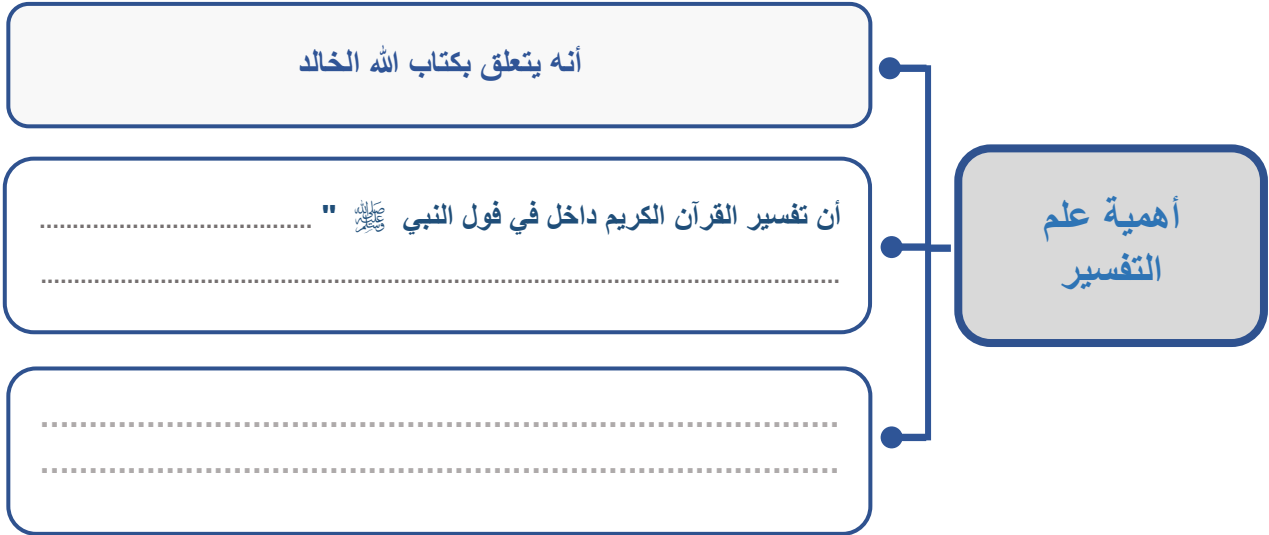 أهمية علم
التفسير
أنه يتعلق بكتاب الله الخالد
أن تفسير القرآن الكريم داخل في فول النبي ﷺ " ..........................................
..........................................................................................................................
....................................................................................
....................................................................................